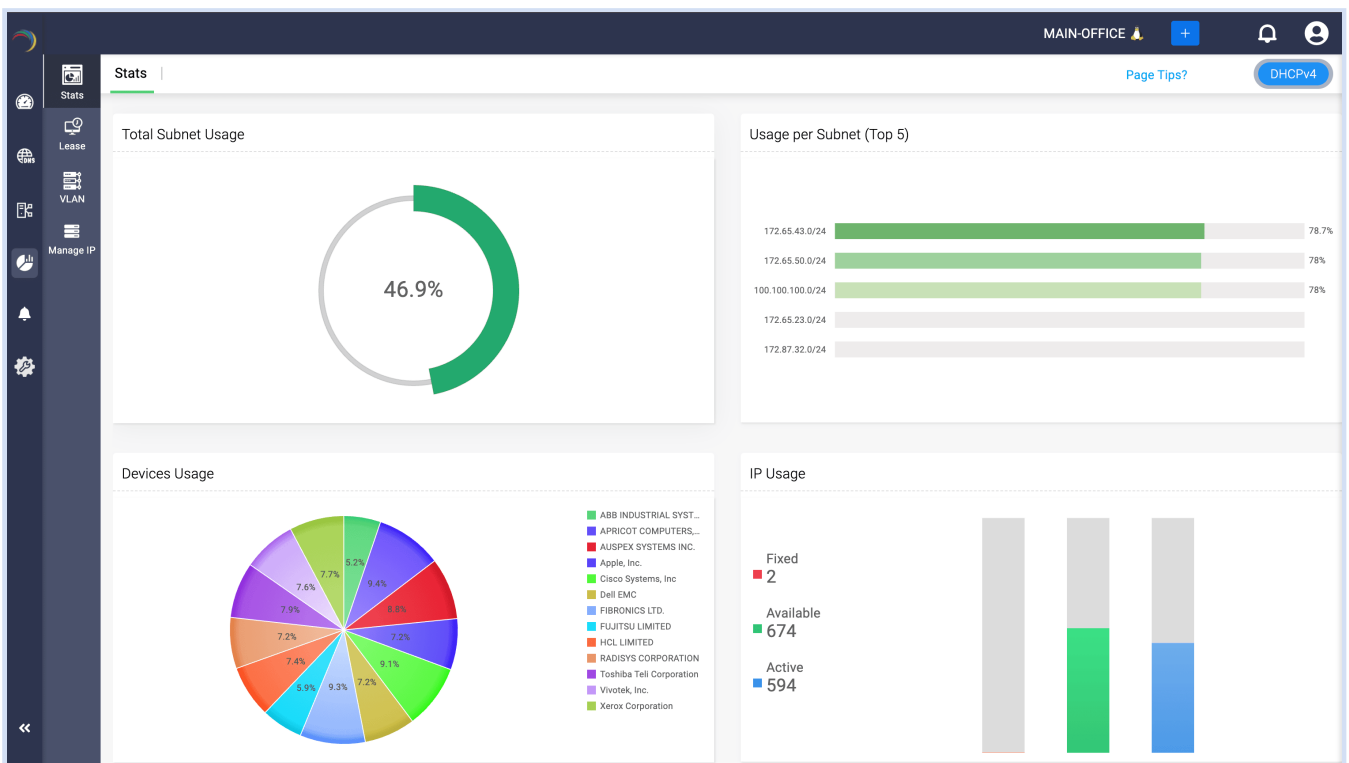 MAIN-OFFICE
+
Stats
Lease
DNS
VLAN
Manage IP
Stats
Page Tips?
DHCPv4
Total Subnet Usage
46.9%
Usage per Subnet (Top 5)
172.65.43.0/24 78.7%
172.65.50.0/24 78%
100.100.100.0/24 78%
172.65.23.0/24
172.87.32.0/24
Devices Usage
5.2%
9.4%
8.8%
7.2%
9.1%
7.2%
9.3%
5.9%
7.4%
7.2%
7.9%
7.6%
7.7%
ABB INDUSTRIAL SYST...
APRICOT COMPUTERS,...
AUSPEX SYSTEMS INC.
Apple, Inc.
Cisco Systems, Inc
Dell EMC
FIBRONICS LTD.
FUJITSU LIMITED
HCL LIMITED
RADISYS CORPORATION
Toshiba Teli Corporation
Vivotek, Inc.
Xerox Corporation
IP Usage
Fixed
2
Available
674
Active
594